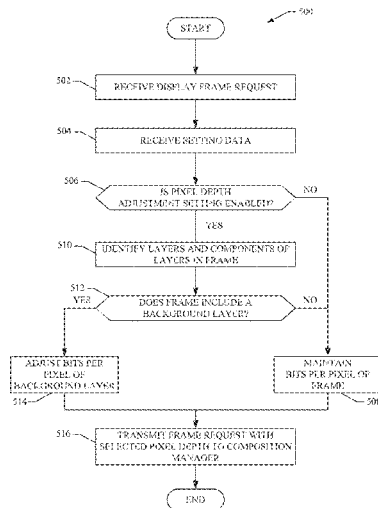 500
START
502
RECEIVE DISPLAY FRAME REQUEST
504
RECEIVE SETTING DATA
506
IS PIXEL DEPTH
ADJUSTMENT SETTING ENABLED?
NO
YES
510
IDENTIFY LAYERS AND COMPONENTS OF
LAYERS IN FRAME
512
YES
DOES FRAME INCLUDE A
BACKGROUND LAYER?
NO
ADJUST BITS PER
PIXEL OF
BACKGROUND LAYER
514
MAINTAIN
BITS PER PIXEL OF
FRAME
516
TRANSMIT FRAME REQUEST WITH
SELECTED PIXEL DEPTH TO COMPOSITION
MANAGER
END